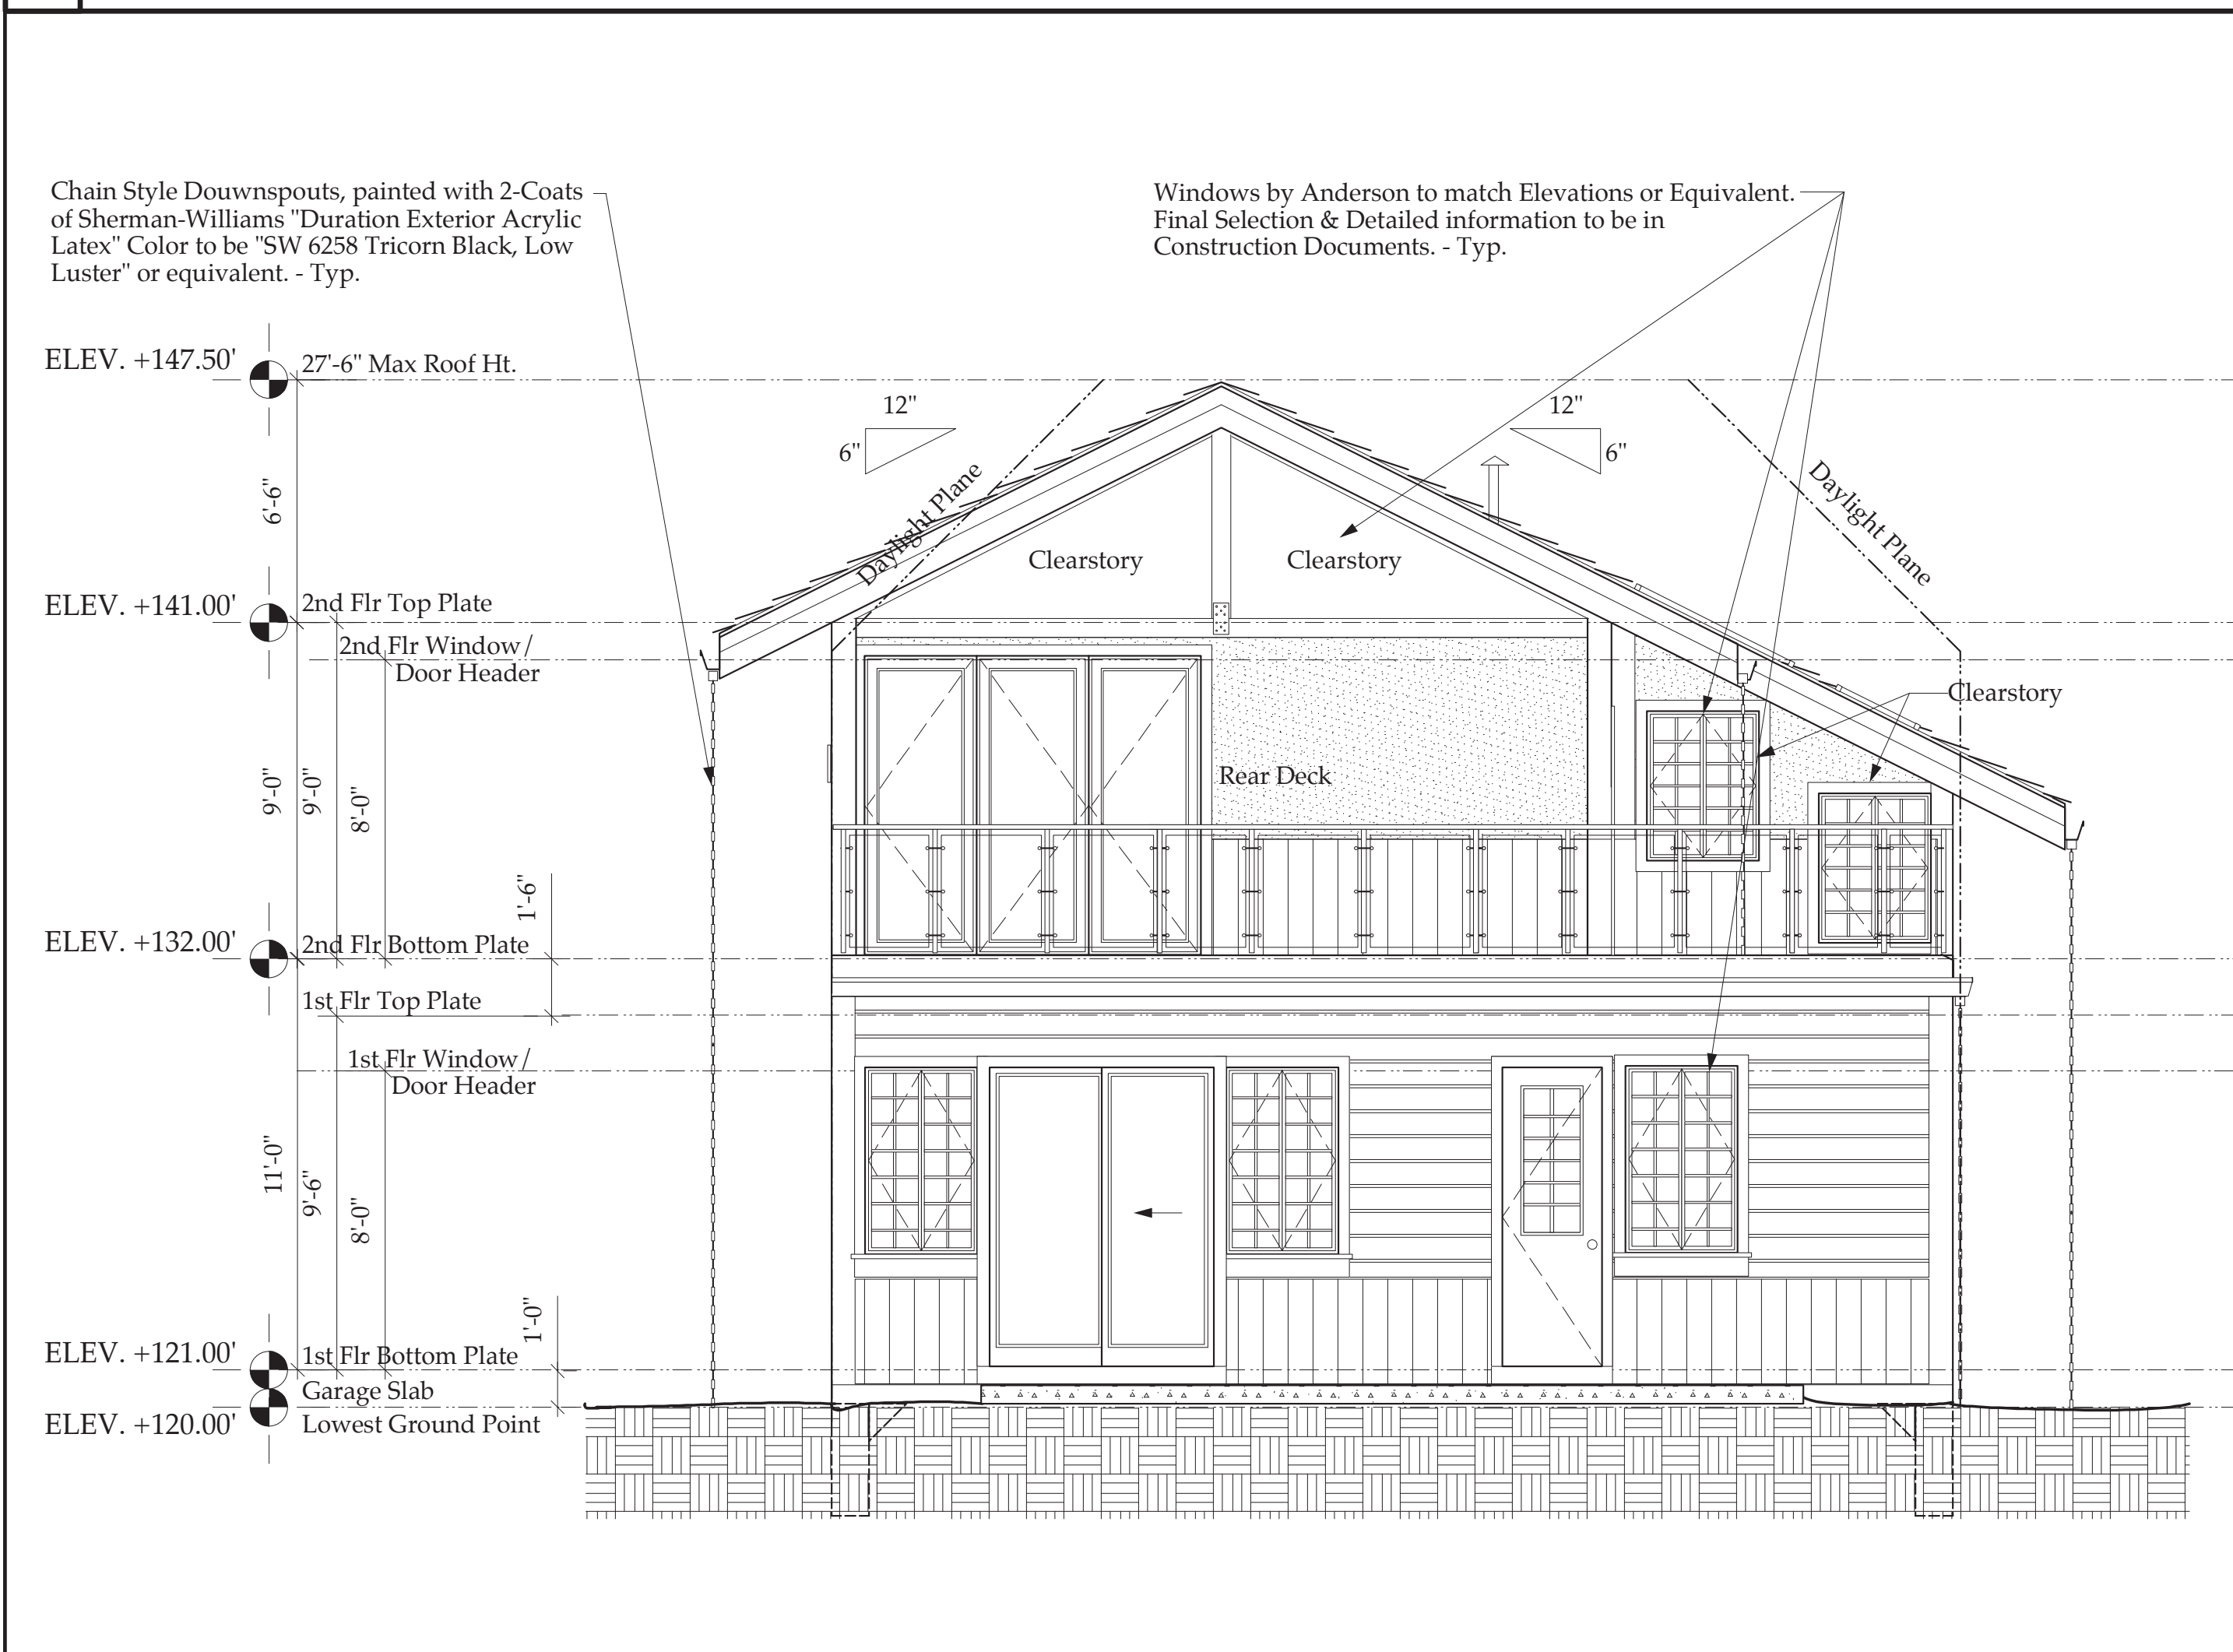 Chain Style Douwnspouts, painted with 2-Coats
of Sherman-Williams "Duration Exterior Acrylic
Latex" Color to be "SW 6258 Tricorn Black, Low
Luster" or equivalent. - Typ.
Windows by Anderson to match Elevations or Equivalent.
Final Selection & Detailed information to be in
Construction Documents. - Typ.
ELEV. +147.50'
27'-6" Max Roof Ht.
12"
6"
12"
6"
Daylight Plane
Daylight Plane
6'-6"
Clearstory
Clearstory
ELEV. +141.00'
2nd Flr Top Plate
2nd Flr Window/
Door Header
Clearstory
Rear Deck
9'-0"
9'-0"
8'-0"
1'-6"
ELEV. +132.00'
2nd Flr Bottom Plate
1st Flr Top Plate
1st Flr Window/
Door Header
11'-0"
9'-6"
8'-0"
1'-0"
ELEV. +121.00'
1st Flr Bottom Plate
Garage Slab
ELEV. +120.00'
Lowest Ground Point